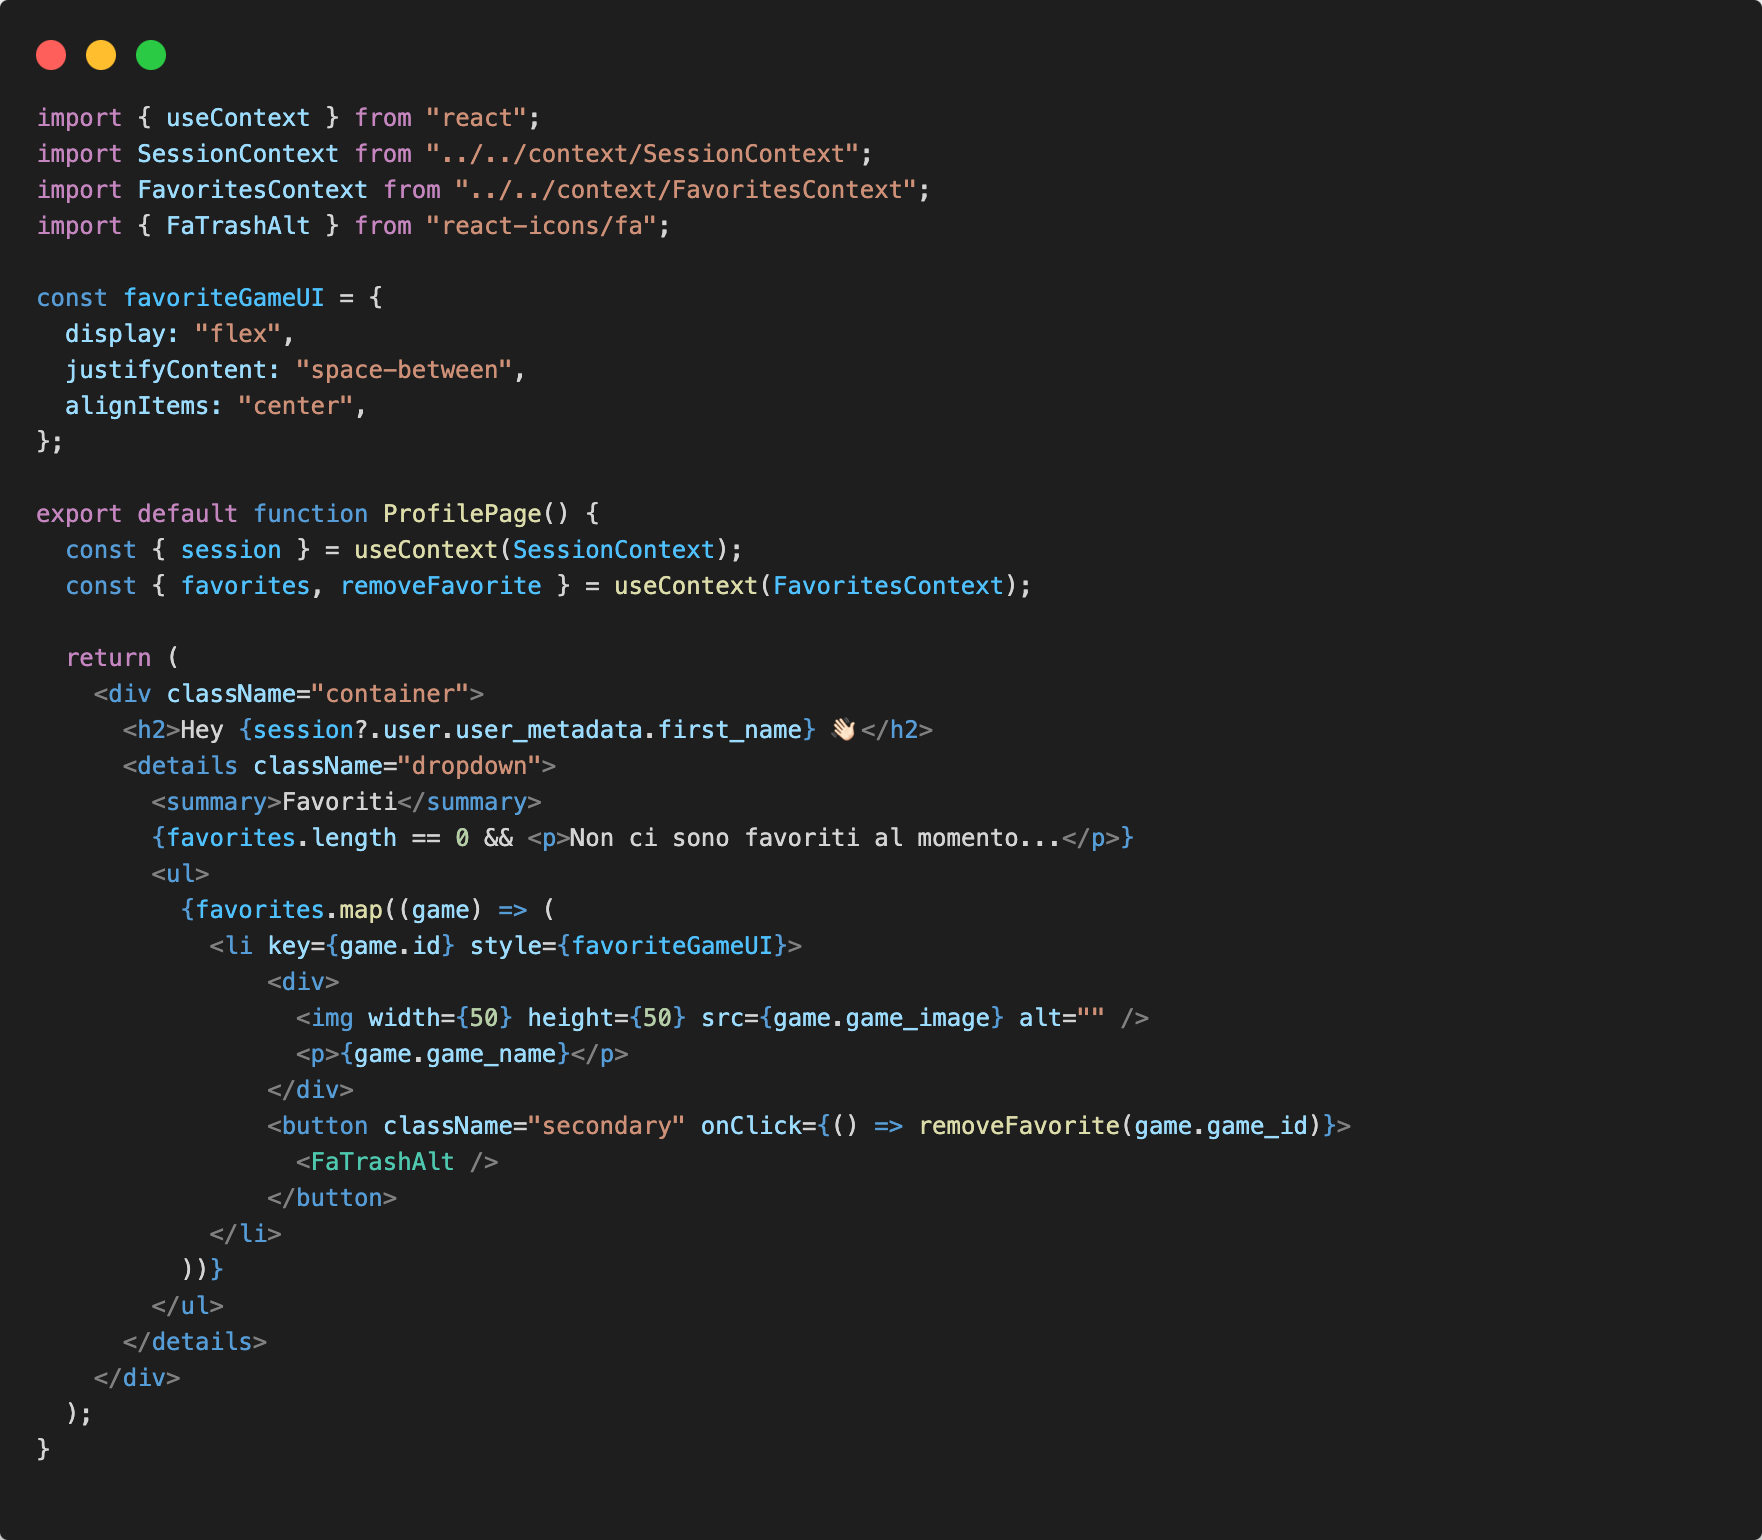 import { useContext } from "react";
import SessionContext from "../../context/SessionContext";
import FavoritesContext from "../../context/FavoritesContext";
import { FaTrashAlt } from "react-icons/fa";

const favoriteGameUI = {
  display: "flex",
  justifyContent: "space-between",
  alignItems: "center",
};

export default function ProfilePage() {
  const { session } = useContext(SessionContext);
  const { favorites, removeFavorite } = useContext(FavoritesContext);

  return (
    <div className="container">
      <h2>Hey {session?.user.user_metadata.first_name} 👋🏻</h2>
      <details className="dropdown">
        <summary>Favoriti</summary>
        {favorites.length == 0 && <p>Non ci sono favoriti al momento...</p>}
        <ul>
          {favorites.map((game) => (
            <li key={game.id} style={favoriteGameUI}>
                <div>
                  <img width={50} height={50} src={game.game_image} alt="" />
                  <p>{game.game_name}</p>
                </div>
                <button className="secondary" onClick={() => removeFavorite(game.game_id)}>
                  <FaTrashAlt />
                </button>
            </li>
          ))}
        </ul>
      </details>
    </div>
  );
}